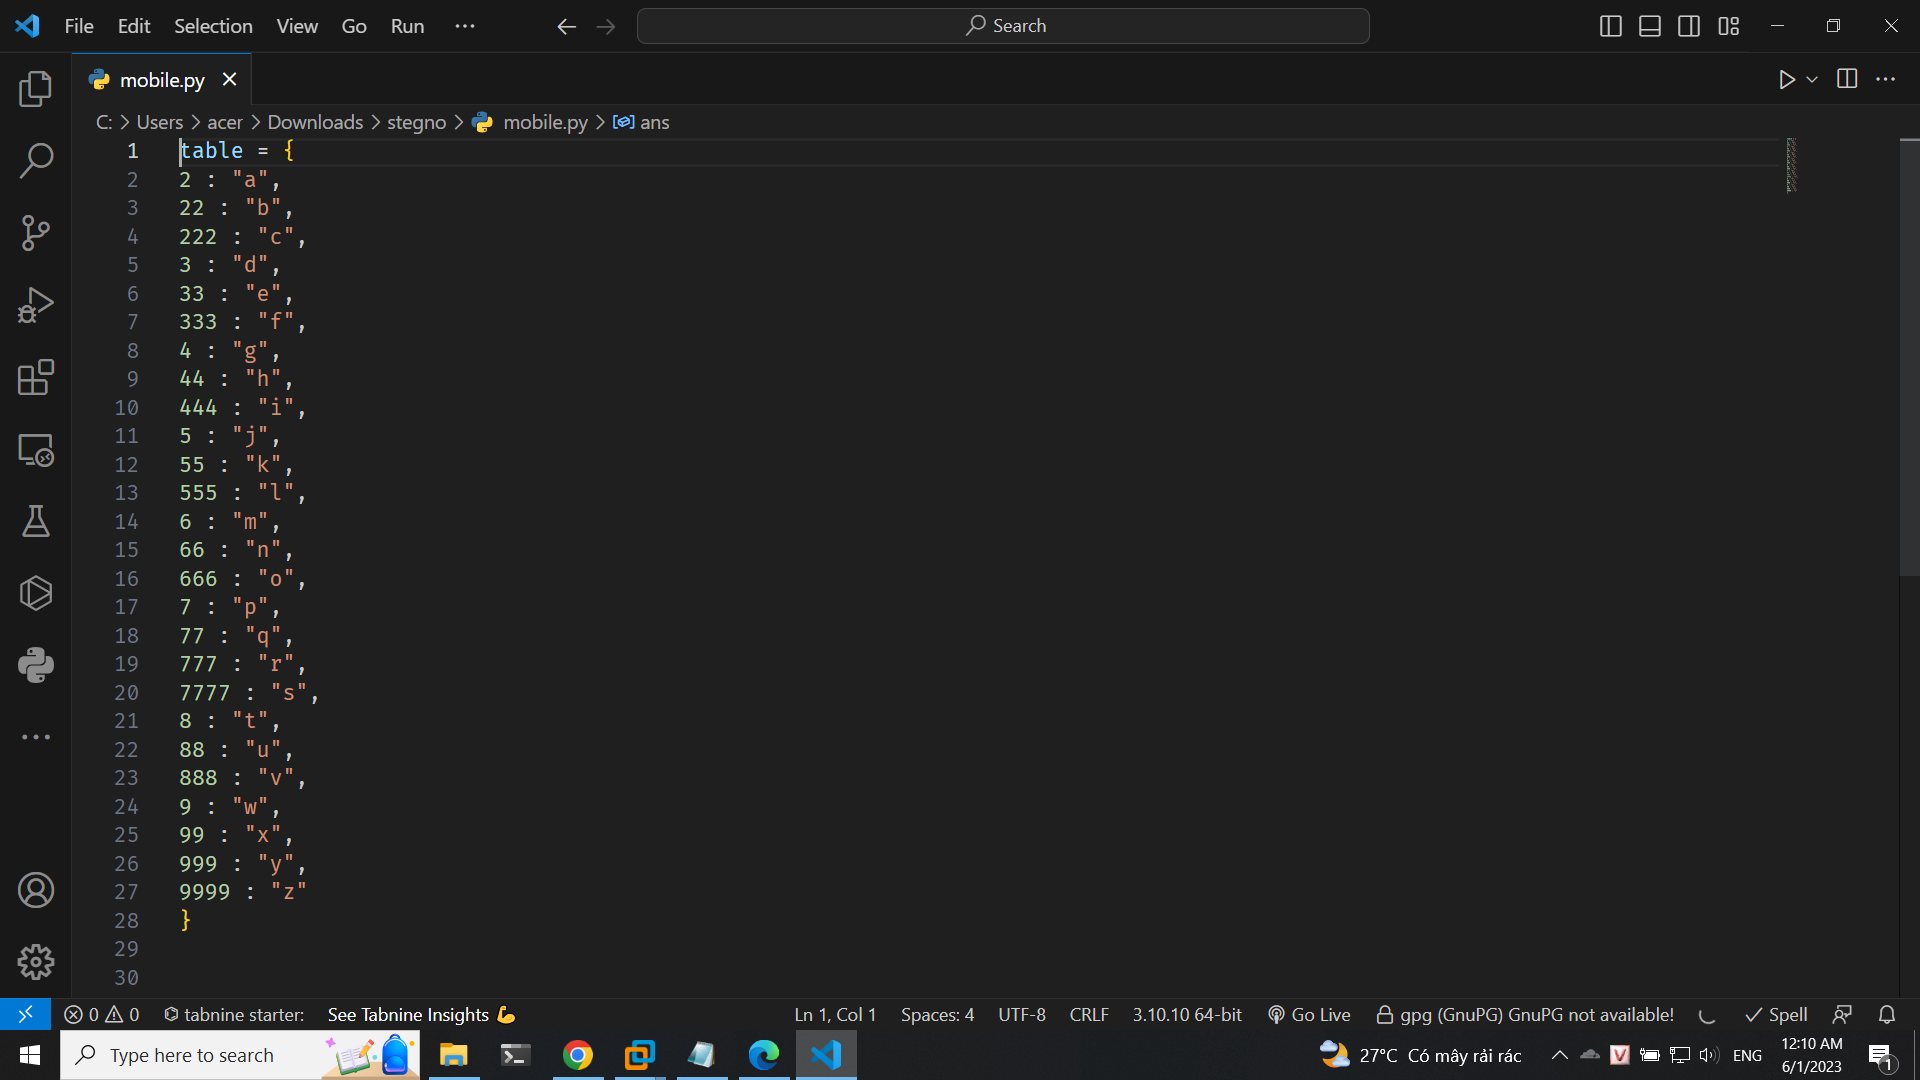 File Edit Selection View Go Run ··· Search
mobile.py
C: > Users > acer > Downloads > stegno > mobile.py > ans
1 table = {
2 2 : "a",
3 22 : "b",
4 222 : "c",
5 3 : "d",
6 33 : "e",
7 333 : "f",
8 4 : "g",
9 44 : "h",
10 444 : "i",
11 5 : "j",
12 55 : "k",
13 555 : "l",
14 6 : "m",
15 66 : "n",
16 666 : "o",
17 7 : "p",
18 77 : "q",
19 777 : "r",
20 7777 : "s",
21 8 : "t",
22 88 : "u",
23 888 : "v",
24 9 : "w",
25 99 : "x",
26 999 : "y",
27 9999 : "z"
28 }
29
30
0 0 tabnine starter: See Tabnine Insights Ln 1, Col 1 Spaces: 4 UTF-8 CRLF 3.10.10 64-bit Go Live gpg (GnuPG) GnuPG not available! Spell
Type here to search 27°C Có mây rải rác V ENG 12:10 AM
6/1/2023 1